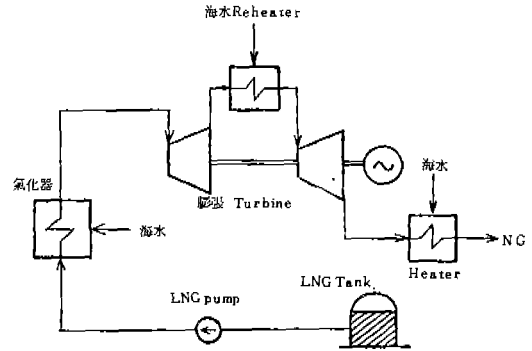 海水Reheater
氣化器
海水
膨張 Turbine
海水
NG
Heater
LNG pump
LNG Tank